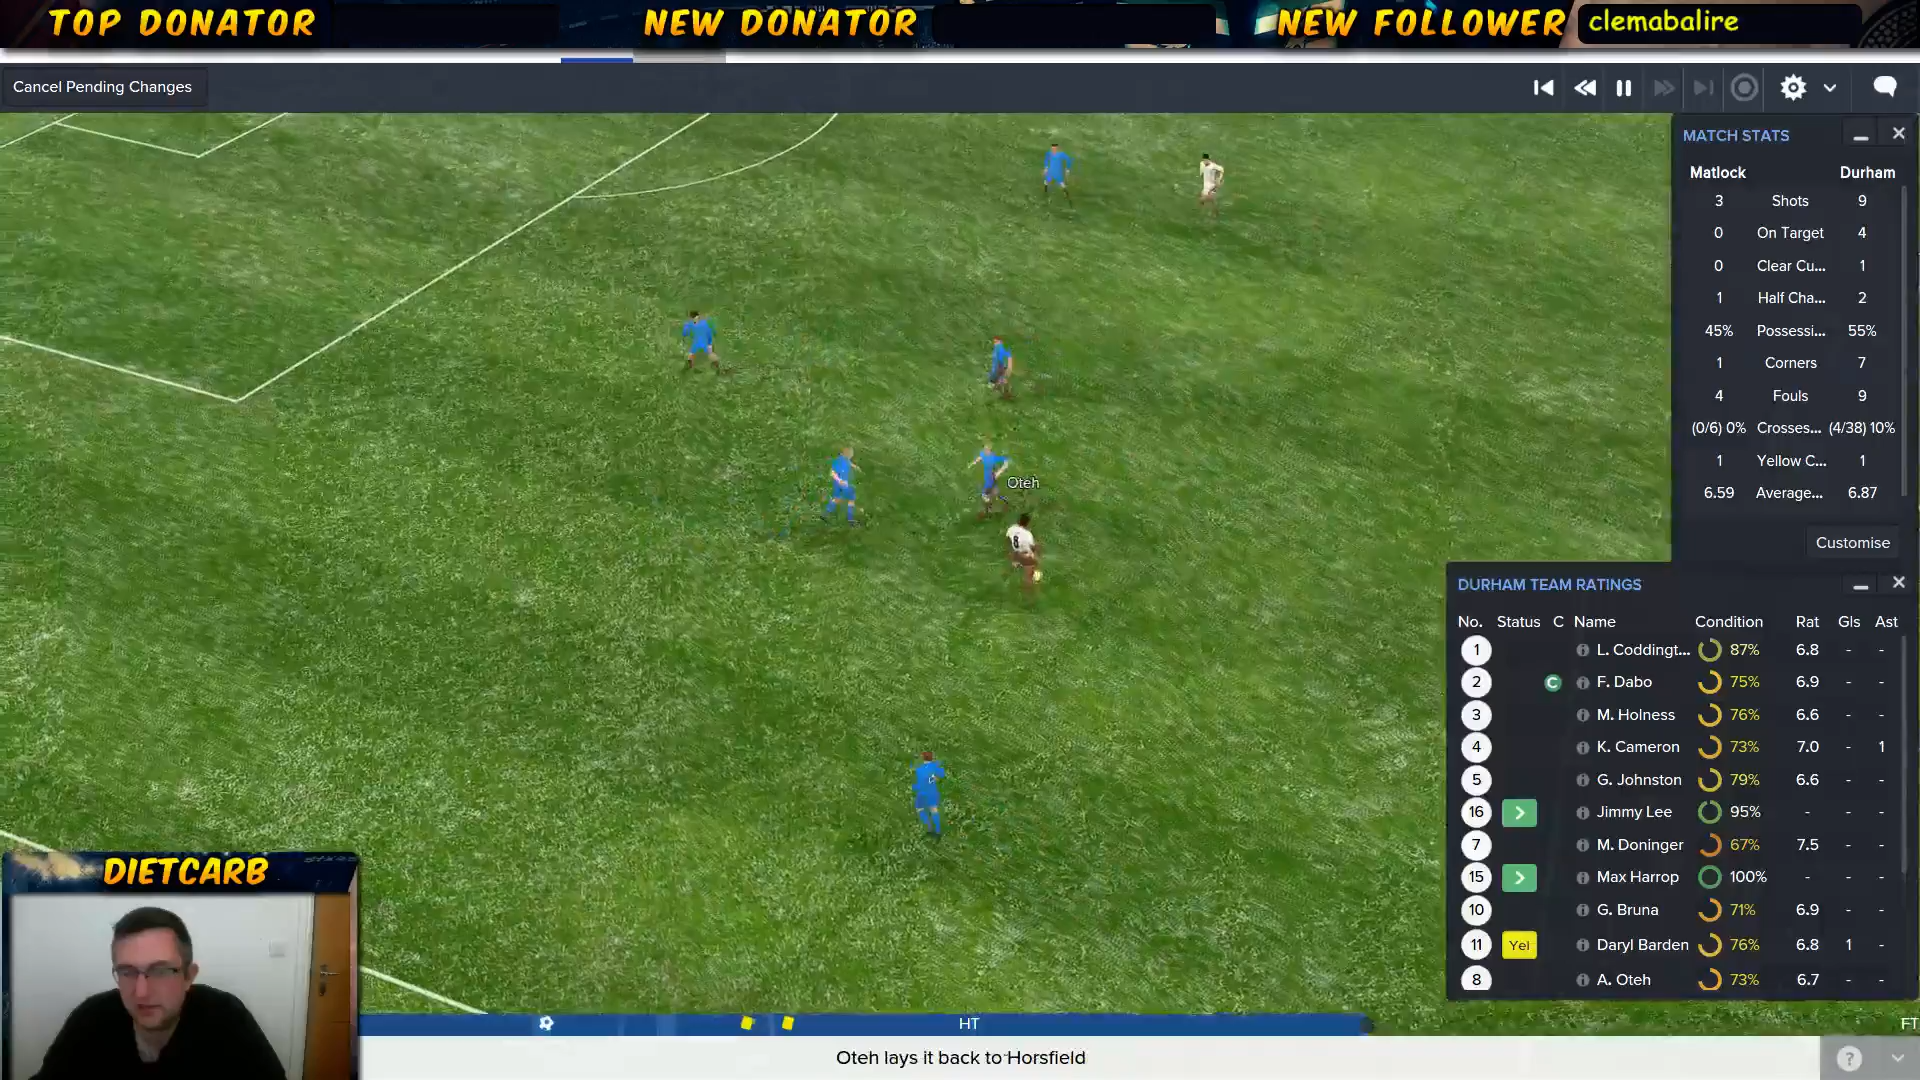 TOP DONATOR
NEW DONATOR
NEW FOLLOWER
clemabalire
Cancel Pending Changes
MATCH STATS
Matlock Durham
3 Shots 9
0 On Target 4
0 Clear Cu... 1
1 Half Cha... 2
45% Possessi... 55%
1 Corners 7
4 Fouls 9
(0/6) 0% Crosses... (4/38) 10%
1 Yellow C... 1
6.59 Average... 6.87
Customise
Oteh
8
DURHAM TEAM RATINGS
No. Status C Name Condition Rat Gls Ast
1 L. Coddingt... 87% 6.8 - -
2 C F. Dabo 75% 6.9 - -
3 M. Holness 76% 6.6 - -
4 K. Cameron 73% 7.0 - 1
5 G. Johnston 79% 6.6 - -
16 Jimmy Lee 95% - - -
7 M. Doninger 67% 7.5 - -
15 Max Harrop 100% - - -
10 G. Bruna 71% 6.9 - -
11 Yel Daryl Barden 76% 6.8 1 -
8 A. Oteh 73% 6.7 - -
DIETCARB
HT
FT
Oteh lays it back to Horsfield
?